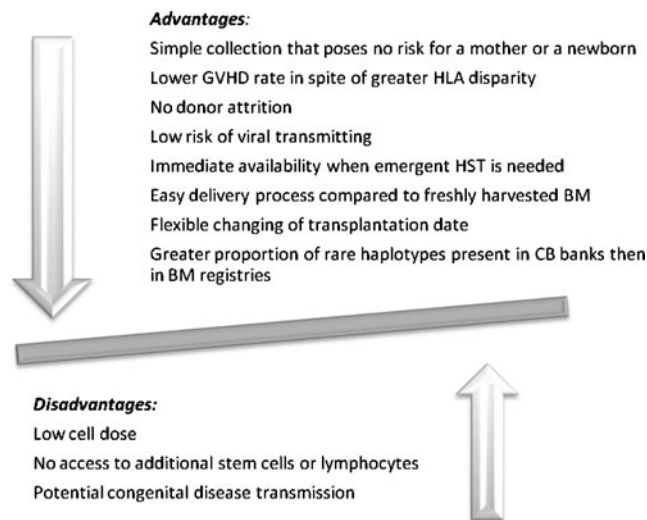 Advantages:
Simple collection that poses no risk for a mother or a newborn
Lower GVHD rate in spite of greater HLA disparity
No donor attrition
Low risk of viral transmitting
Immediate availability when emergent HST is needed
Easy delivery process compared to freshly harvested BM
Flexible changing of transplantation date
Greater proportion of rare haplotypes present in CB banks then
in BM registries
Disadvantages:
Low cell dose
No access to additional stem cells or lymphocytes
Potential congenital disease transmission